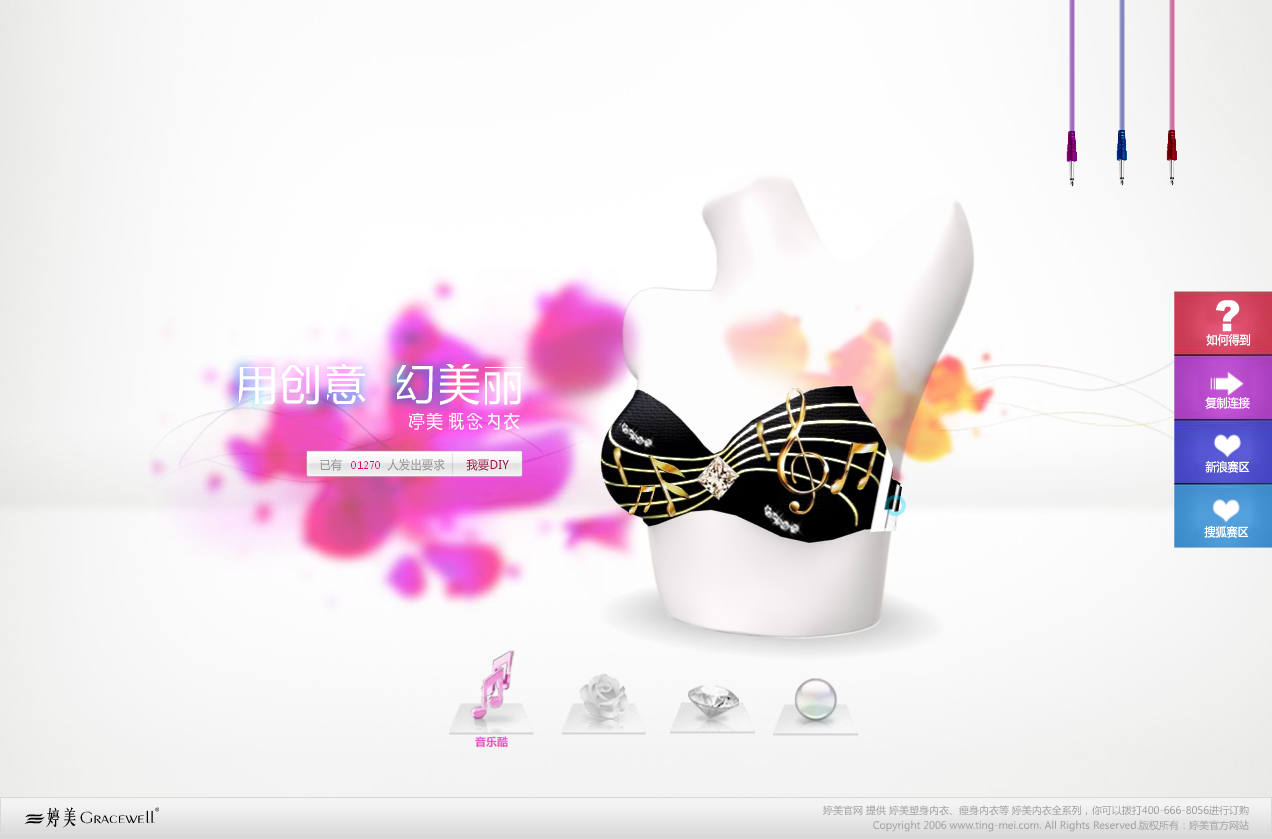 如何得到
复制连接
用创意 幻美丽
婷美 概念内衣
已有 01270 人发出要求 我要DIY
新浪赛区
搜狐赛区
音乐酷
婷美 GRACEWELL®
婷美官网 提供 婷美塑身内衣、瘦身内衣等 婷美内衣全系列，你可以拨打400-666-8056进行订购
Copyright 2006 www.ting-mei.com. All Rights Reserved.版权所有：婷美官方网站